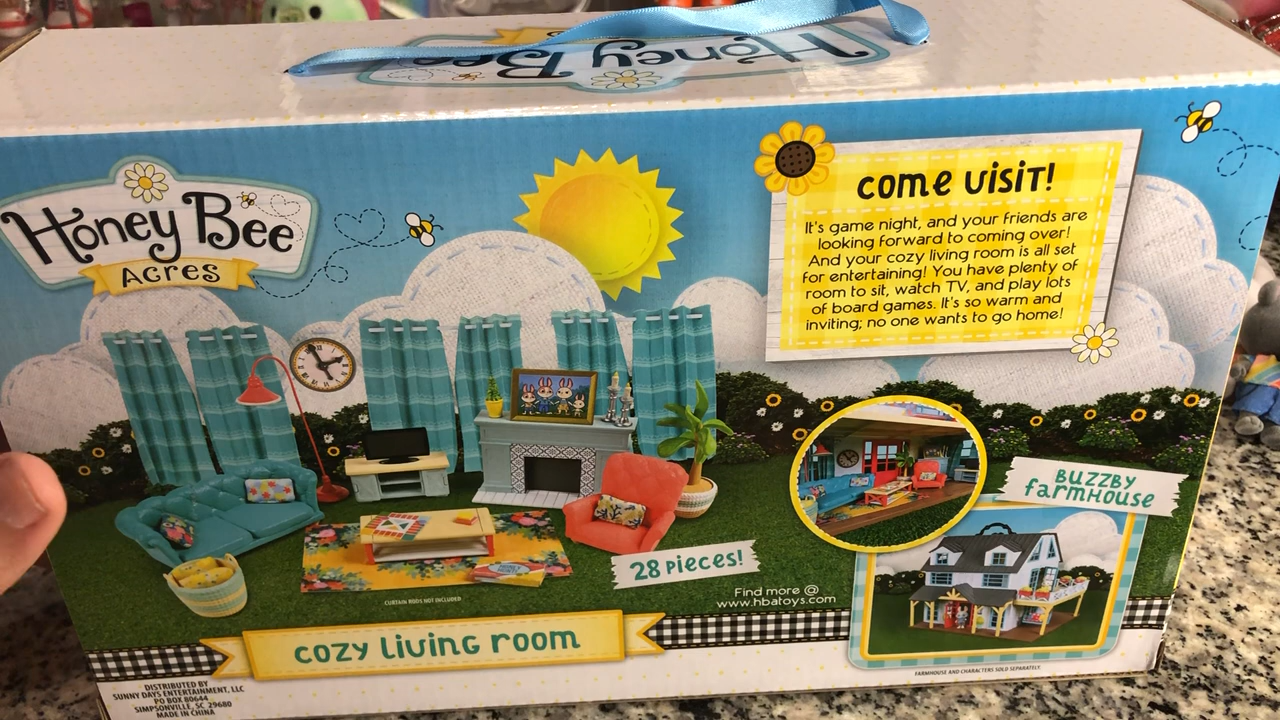 Honey Bee
Honey Bee
Acres
come visit!
It's game night, and your friends are
looking forward to coming over!
And your cozy living room is all set
for entertaining! You have plenty of
room to sit, watch TV, and play lots
of board games. It's so warm and
inviting; no one wants to go home!
BUZZBY
farmHOUSE
28 Pieces!
Find more @
www.hbatoys.com
CURTAIN RODS NOT INCLUDED
cozy living room
FARMHOUSE AND CHARACTERS SOLD SEPARATELY.
DISTRIBUTED BY
SUNNY DAYS ENTERTAINMENT, LLC
PO BOX 80644
SIMPSONVILLE, SC 29680
MADE IN CHINA